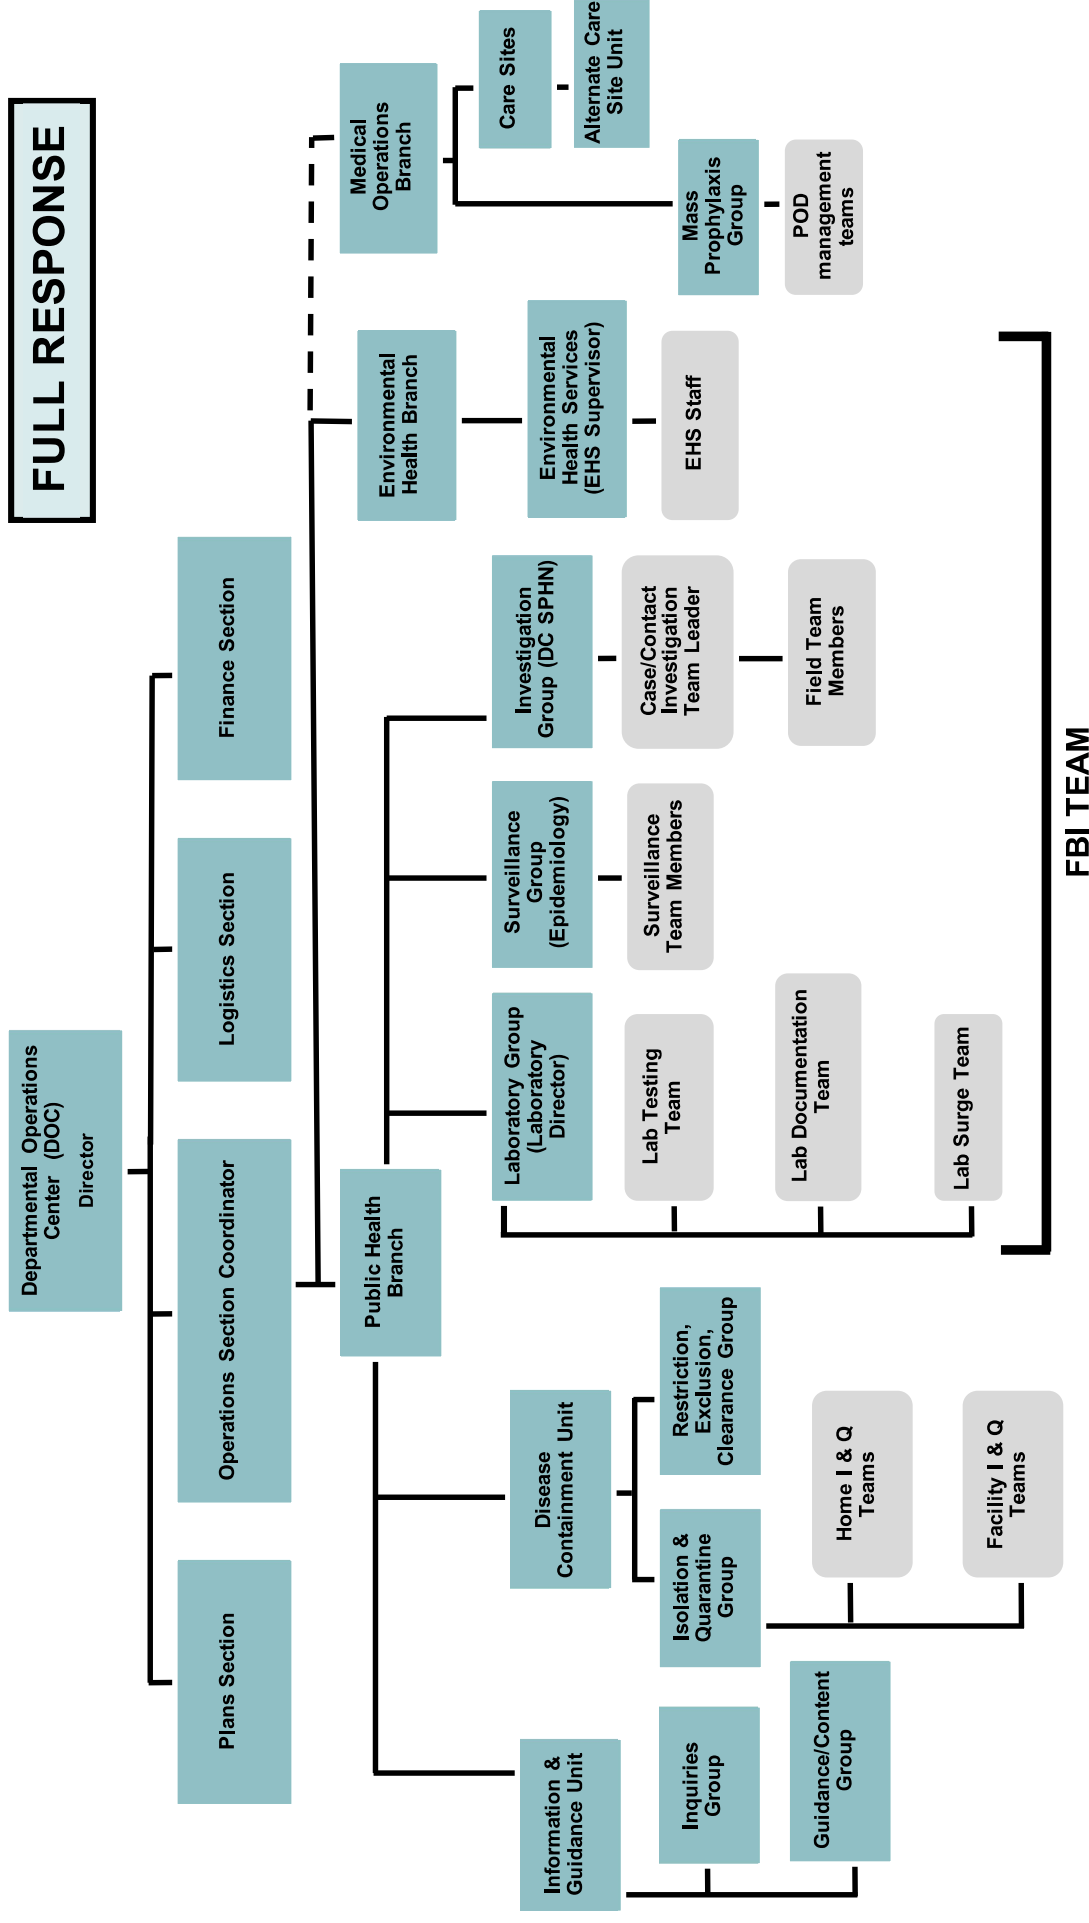 FULL RESPONSE
Departmental Operations
Center (DOC)
Director
Plans Section
Operations Section Coordinator
Logistics Section
Finance Section
Public Health
Branch
Environmental
Health Branch
Medical
Operations
Branch
Information &
Guidance Unit
Inquiries
Group
Guidance/Content
Group
Disease
Containment Unit
Isolation &
Quarantine
Group
Restriction,
Exclusion,
Clearance Group
Home I & Q
Teams
Facility I & Q
Teams
Laboratory Group
(Laboratory
Director)
Lab Testing
Team
Lab Documentation
Team
Lab Surge Team
Surveillance
Group
(Epidemiology)
Surveillance
Team Members
Investigation
Group (DC SPHN)
Case/Contact
Investigation
Team Leader
Field Team
Members
Environmental
Health Services
(EHS Supervisor)
EHS Staff
Care Sites
Alternate Care
Site Unit
Mass
Prophylaxis
Group
POD
management
teams
FBI TEAM